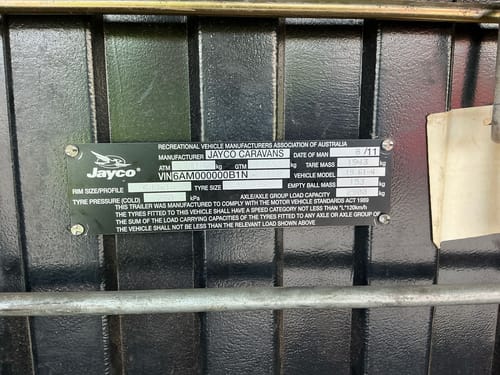 RECREATIONAL VEHICLE MANUFACTURERS ASSOCIATION OF AUSTRALIA
Jayco
MANUFACTURER JAYCO CARAVANS DATE OF MAN 8/11
ATM kg GTM kg TARE MASS kg
VIN 6AM000000B1N VEHICLE MODEL
RIM SIZE/PROFILE TYRE SIZE EMPTY BALL MASS kg
TYRE PRESSURE (COLD) kPa AXLE/AXLE GROUP LOAD CAPACITY kg
THIS TRAILER WAS MANUFACTURED TO COMPLY WITH THE MOTOR VEHICLE STANDARDS ACT 1989
THE TYRES FITTED TO THIS VEHICLE SHALL HAVE A SPEED CATEGORY NOT LESS THAN "L"120km/h
THE SUM OF THE LOAD CARRYING CAPACITIES OF THE TYRES FITTED TO ANY AXLE OR AXLE GROUP OF
THE VEHICLE SHALL NOT BE LESS THAN THE RELEVANT LOAD SHOWN ABOVE